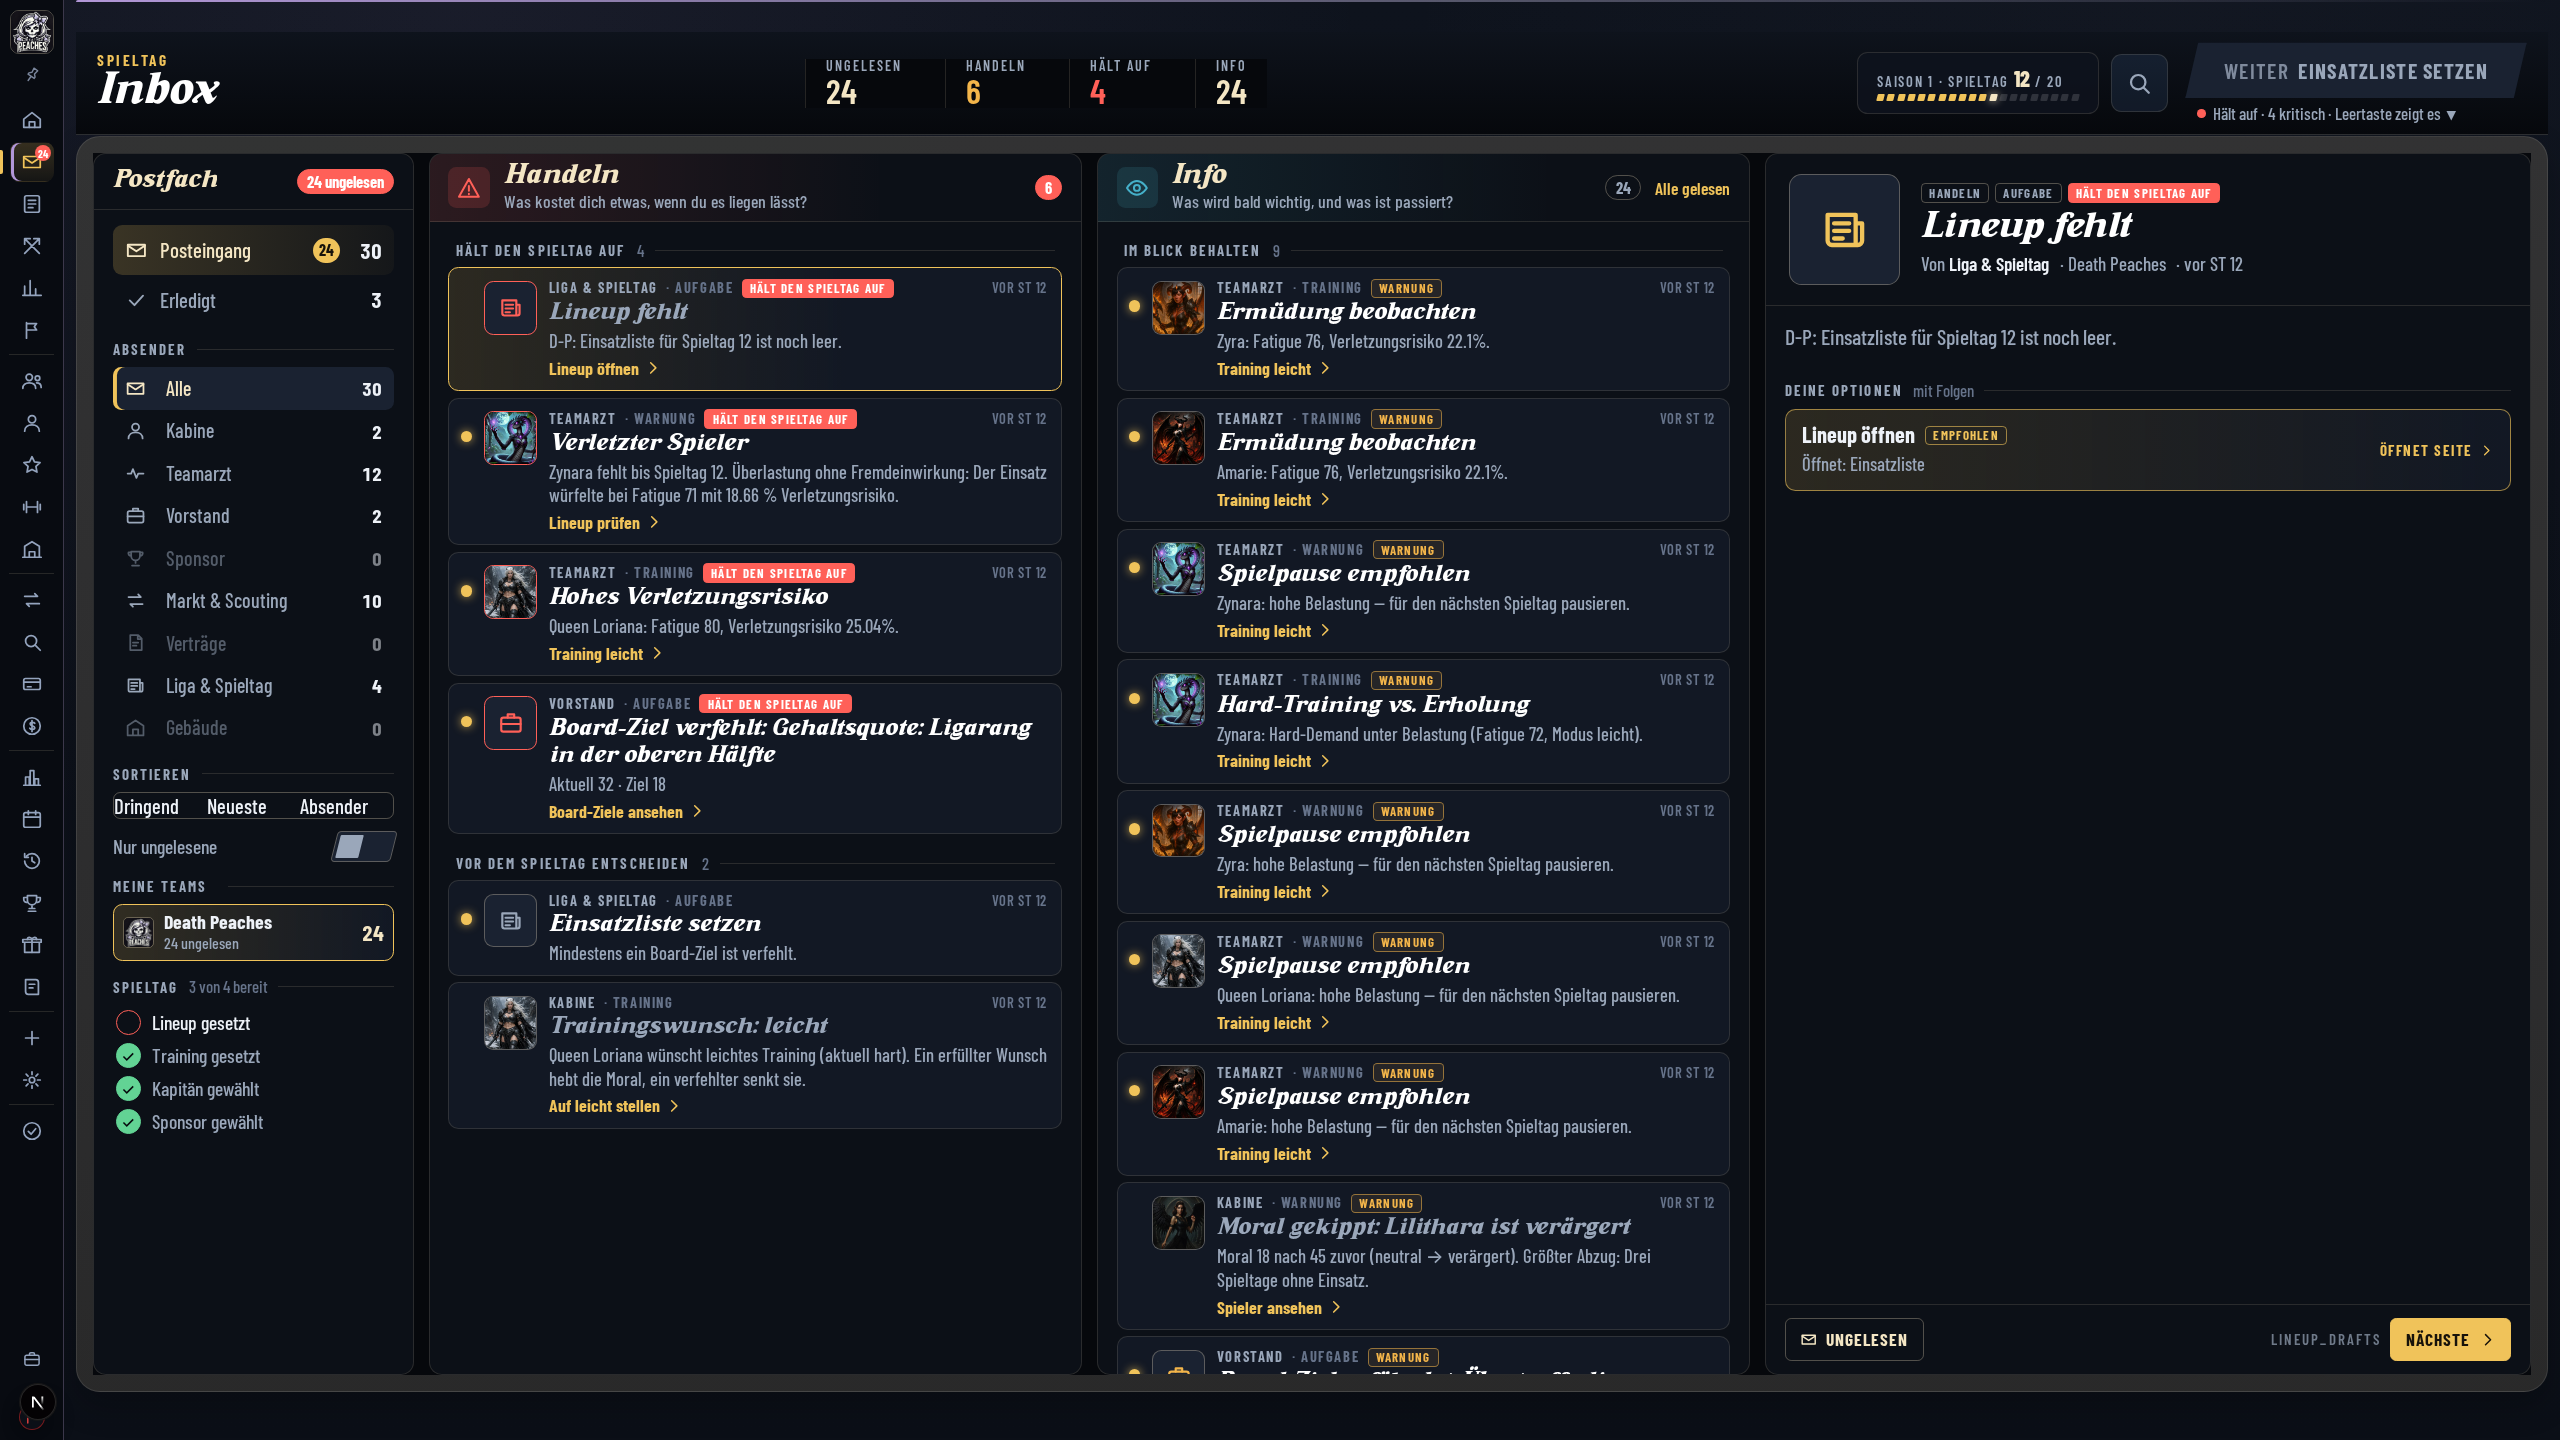 SPIELTAG
Inbox
UNGELESEN
24
HANDELN
6
HÄLT AUF
4
INFO
24
SAISON 1 · SPIELTAG 12 / 20
WEITER EINSATZLISTE SETZEN
Hält auf · 4 kritisch · Leertaste zeigt es ▼
PEACHES
24
N
Postfach
24 ungelesen
Posteingang 24 30
Erledigt 3
ABSENDER
Alle 30
Kabine 2
Teamarzt 12
Vorstand 2
Sponsor 0
Markt & Scouting 10
Verträge 0
Liga & Spieltag 4
Gebäude 0
SORTIEREN
Dringend Neueste Absender
Nur ungelesene
MEINE TEAMS
Death Peaches
24 ungelesen
24
SPIELTAG 3 von 4 bereit
Lineup gesetzt
Training gesetzt
Kapitän gewählt
Sponsor gewählt
Handeln
Was kostet dich etwas, wenn du es liegen lässt?
6
HÄLT DEN SPIELTAG AUF 4
LIGA & SPIELTAG · AUFGABE HÄLT DEN SPIELTAG AUF VOR ST 12
Lineup fehlt
D-P: Einsatzliste für Spieltag 12 ist noch leer.
Lineup öffnen
TEAMARZT · WARNUNG HÄLT DEN SPIELTAG AUF VOR ST 12
Verletzter Spieler
Zynara fehlt bis Spieltag 12. Überlastung ohne Fremdeinwirkung: Der Einsatz
würfelte bei Fatigue 71 mit 18.66 % Verletzungsrisiko.
Lineup prüfen
TEAMARZT · TRAINING HÄLT DEN SPIELTAG AUF VOR ST 12
Hohes Verletzungsrisiko
Queen Loriana: Fatigue 80, Verletzungsrisiko 25.04%.
Training leicht
VORSTAND · AUFGABE HÄLT DEN SPIELTAG AUF VOR ST 12
Board-Ziel verfehlt: Gehaltsquote: Ligarang
in der oberen Hälfte
Aktuell 32 · Ziel 18
Board-Ziele ansehen
VOR DEM SPIELTAG ENTSCHEIDEN 2
LIGA & SPIELTAG · AUFGABE VOR ST 12
Einsatzliste setzen
Mindestens ein Board-Ziel ist verfehlt.
KABINE · TRAINING VOR ST 12
Trainingswunsch: leicht
Queen Loriana wünscht leichtes Training (aktuell hart). Ein erfüllter Wunsch
hebt die Moral, ein verfehlter senkt sie.
Auf leicht stellen
Info
Was wird bald wichtig, und was ist passiert?
24 Alle gelesen
IM BLICK BEHALTEN 9
TEAMARZT · TRAINING WARNUNG VOR ST 12
Ermüdung beobachten
Zyra: Fatigue 76, Verletzungsrisiko 22.1%.
Training leicht
TEAMARZT · TRAINING WARNUNG VOR ST 12
Ermüdung beobachten
Amarie: Fatigue 76, Verletzungsrisiko 22.1%.
Training leicht
TEAMARZT · WARNUNG WARNUNG VOR ST 12
Spielpause empfohlen
Zynara: hohe Belastung — für den nächsten Spieltag pausieren.
Training leicht
TEAMARZT · TRAINING WARNUNG VOR ST 12
Hard-Training vs. Erholung
Zynara: Hard-Demand unter Belastung (Fatigue 72, Modus leicht).
Training leicht
TEAMARZT · WARNUNG WARNUNG VOR ST 12
Spielpause empfohlen
Zyra: hohe Belastung — für den nächsten Spieltag pausieren.
Training leicht
TEAMARZT · WARNUNG WARNUNG VOR ST 12
Spielpause empfohlen
Queen Loriana: hohe Belastung — für den nächsten Spieltag pausieren.
Training leicht
TEAMARZT · WARNUNG WARNUNG VOR ST 12
Spielpause empfohlen
Amarie: hohe Belastung — für den nächsten Spieltag pausieren.
Training leicht
KABINE · WARNUNG WARNUNG VOR ST 12
Moral gekippt: Lilithara ist verärgert
Moral 18 nach 45 zuvor (neutral → verärgert). Größter Abzug: Drei
Spieltage ohne Einsatz.
Spieler ansehen
VORSTAND · AUFGABE WARNUNG VOR ST 12
HANDELN AUFGABE HÄLT DEN SPIELTAG AUF
Lineup fehlt
Von Liga & Spieltag · Death Peaches · vor ST 12
D-P: Einsatzliste für Spieltag 12 ist noch leer.
DEINE OPTIONEN mit Folgen
Lineup öffnen EMPFOHLEN
Öffnet: Einsatzliste
ÖFFNET SEITE
UNGELESEN
LINEUP_DRAFTS
NÄCHSTE